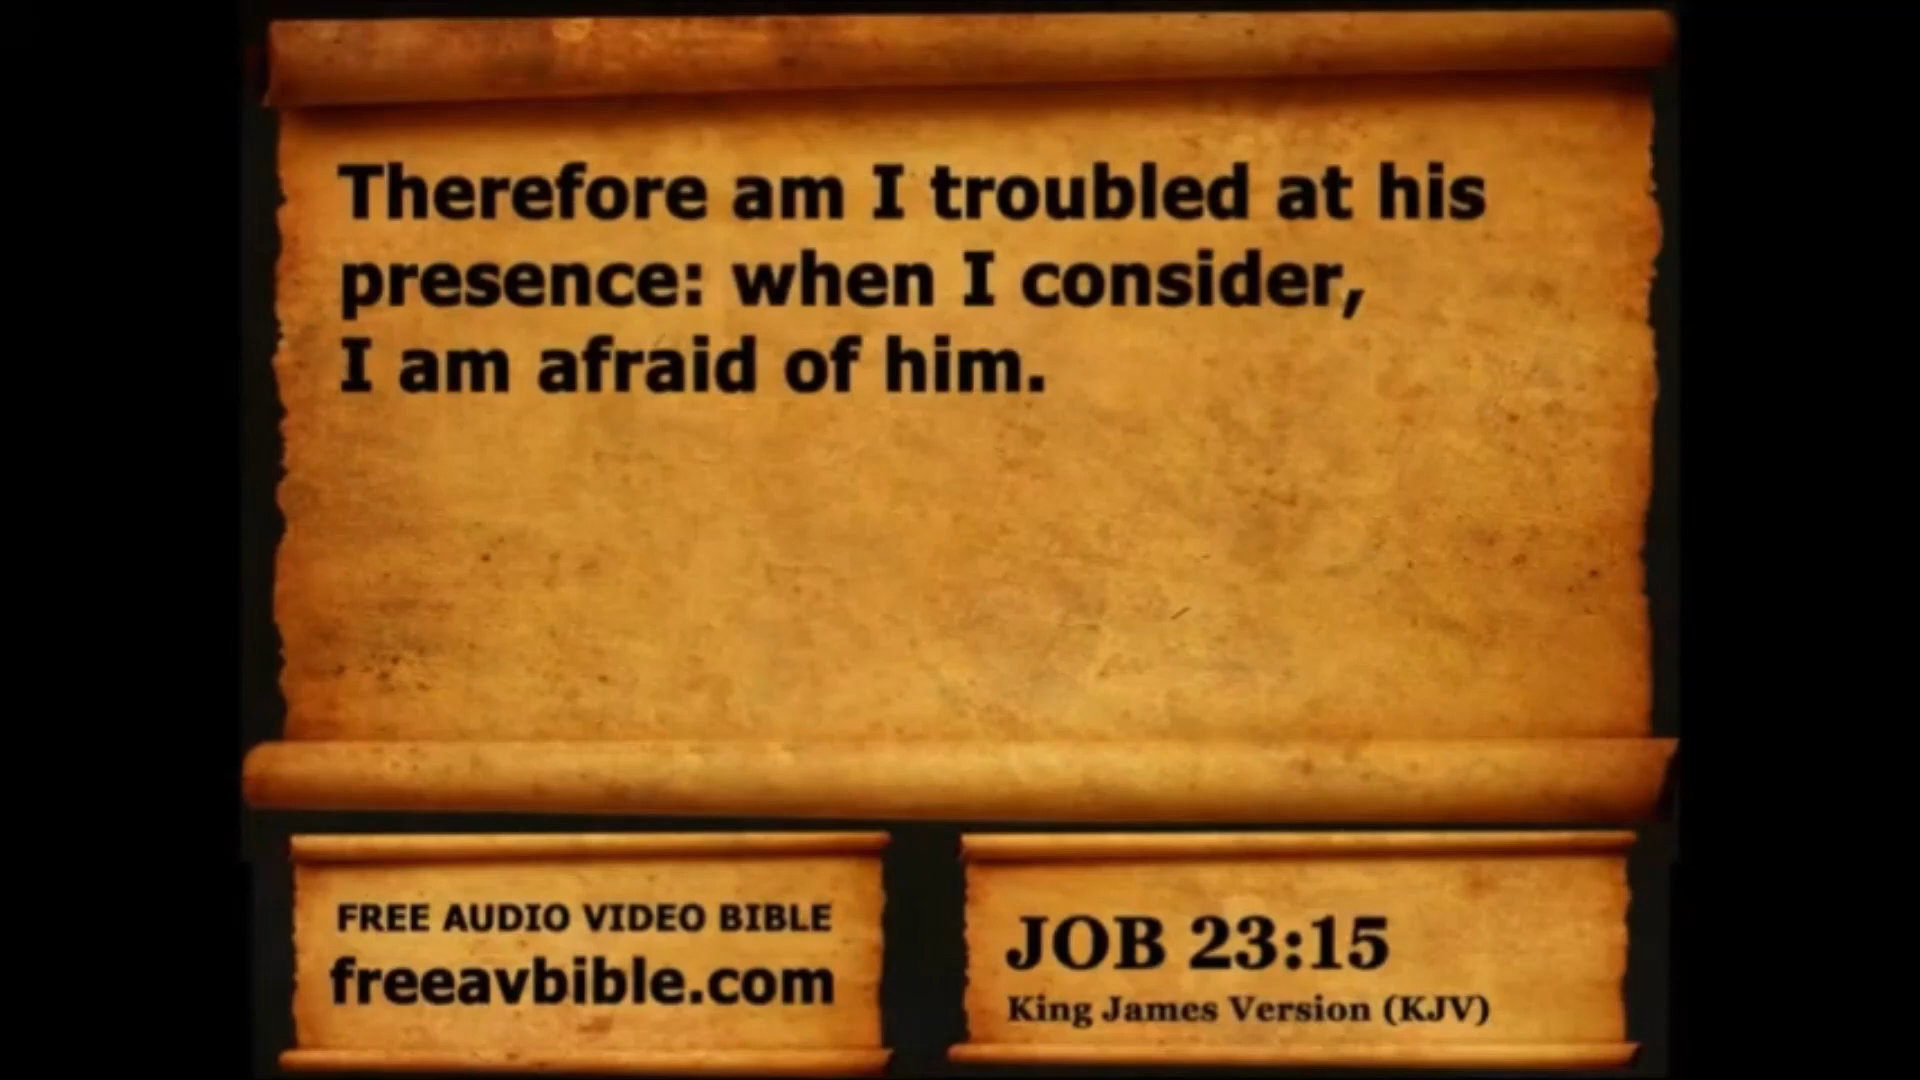 Therefore am I troubled at his
presence: when I consider,
I am afraid of him.
FREE AUDIO VIDEO BIBLE
freeavbible.com
JOB 23:15
King James Version (KJV)